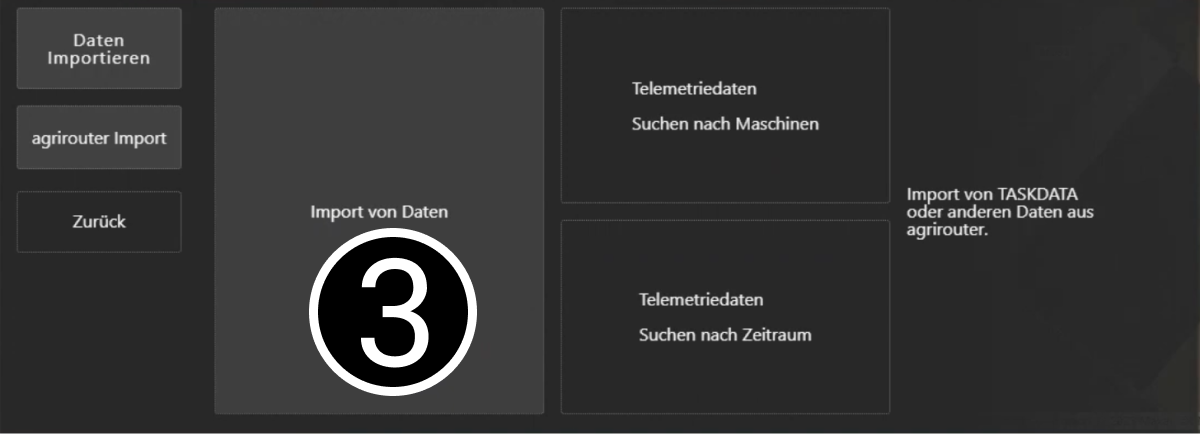 Daten
Importieren
agrirouter Import
Zurück
Import von Daten
3
Telemetriedaten
Suchen nach Maschinen
Telemetriedaten
Suchen nach Zeitraum
Import von TASKDATA
oder anderen Daten aus
agrirouter.